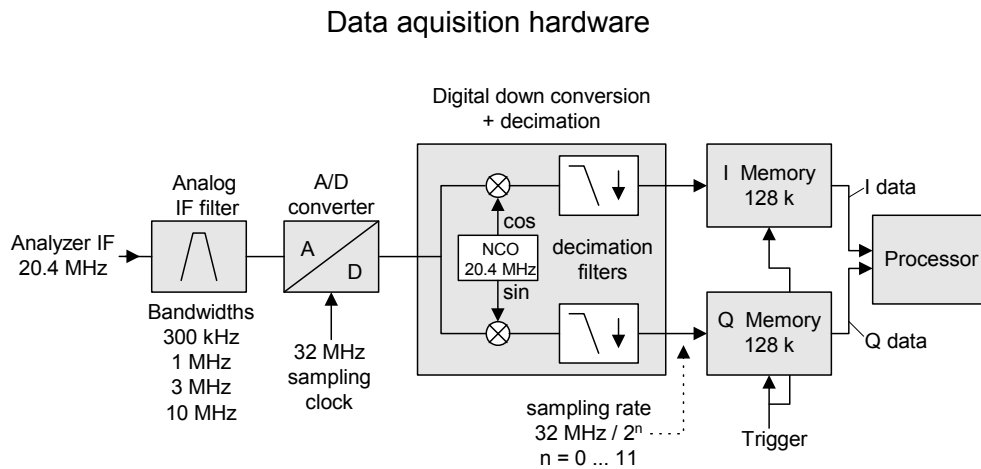 Data aquisition hardware
Digital down conversion
+ decimation
Analog
IF filter
A/D
converter
Analyzer IF
20.4 MHz
A
D
cos
NCO
20.4 MHz
sin
decimation
filters
I Memory
128 k
I data
Processor
Q Memory
128 k
Q data
Bandwidths
300 kHz
1 MHz
3 MHz
10 MHz
32 MHz
sampling
clock
sampling rate
32 MHz / 2ⁿ
n = 0 ... 11
Trigger